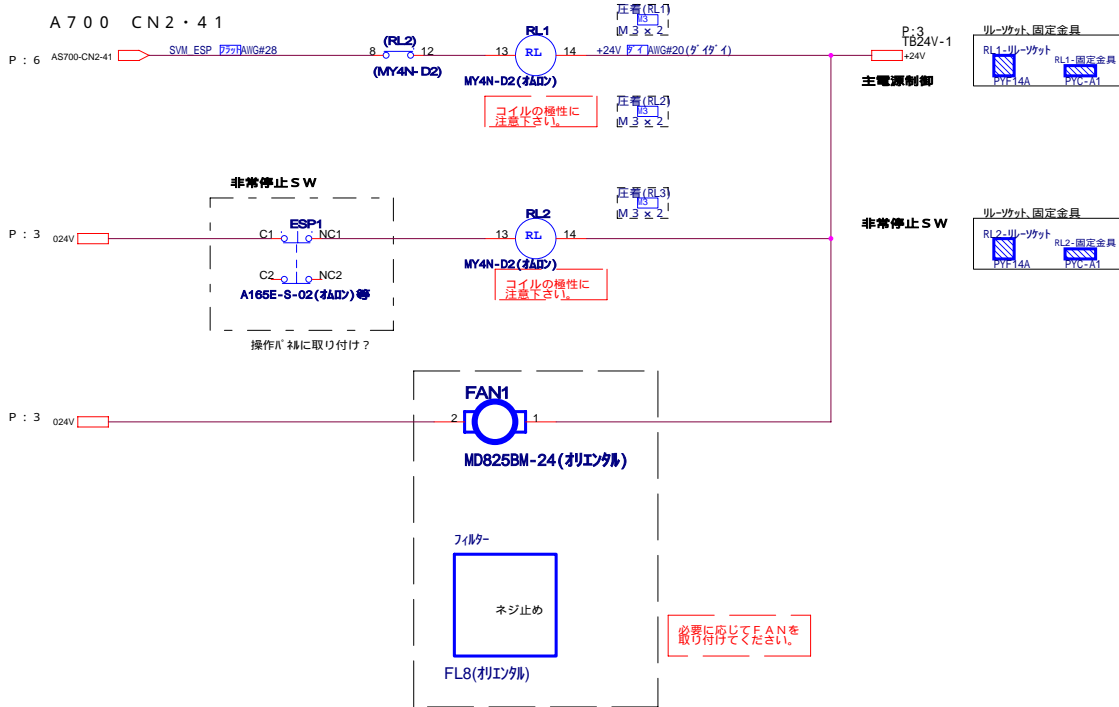 A700 CN2・41
P:6 AS700-CN2-41 SVM_ESP フラットAWG#28 8 (RL2) 12
(MY4N-D2)
RL1
13 RL 14
MY4N-D2(オムロン)
+24V ダイAWG#20(ダイダイ)
圧着(RL1)
M3
M3×2
コイルの極性に
注意下さい。
圧着(RL2)
M3
M3×2
P:3
TB24V-1
+24V
主電源制御
リレーソケット、固定金具
RL1-リレーソケット
PYF14A
RL1-固定金具
PYC-A1
非常停止SW
P:3 024V
ESP1
C1 NC1
C2 NC2
A165E-S-02(オムロン)等
操作パネルに取り付け?
RL2
13 RL 14
MY4N-D2(オムロン)
コイルの極性に
注意下さい。
圧着(RL3)
M3
M3×2
非常停止SW
リレーソケット、固定金具
RL2-リレーソケット
PYF14A
RL2-固定金具
PYC-A1
P:3 024V
FAN1
2 1
MD825BM-24(オリエンタル)
フィルター
ネジ止め
FL8(オリエンタル)
必要に応じてFANを
取り付けてください。